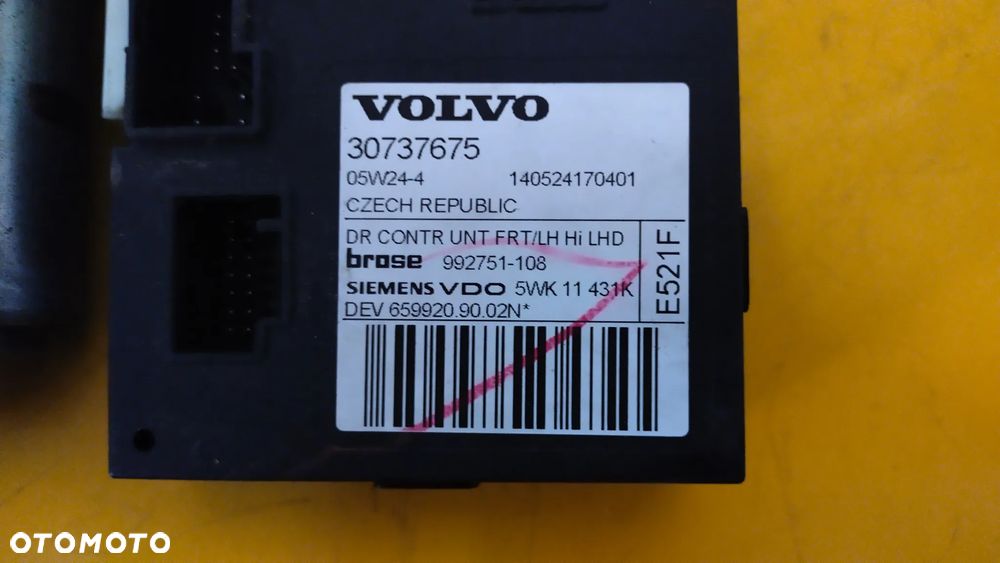 VOLVO
30737675
05W24-4 140524170401
CZECH REPUBLIC
DR CONTR UNT FRT/LH Hi LHD
brose 992751-108
SIEMENS VDO 5WK 11 431K
DEV 659920.90.02N*
E521F
OTOMOTO